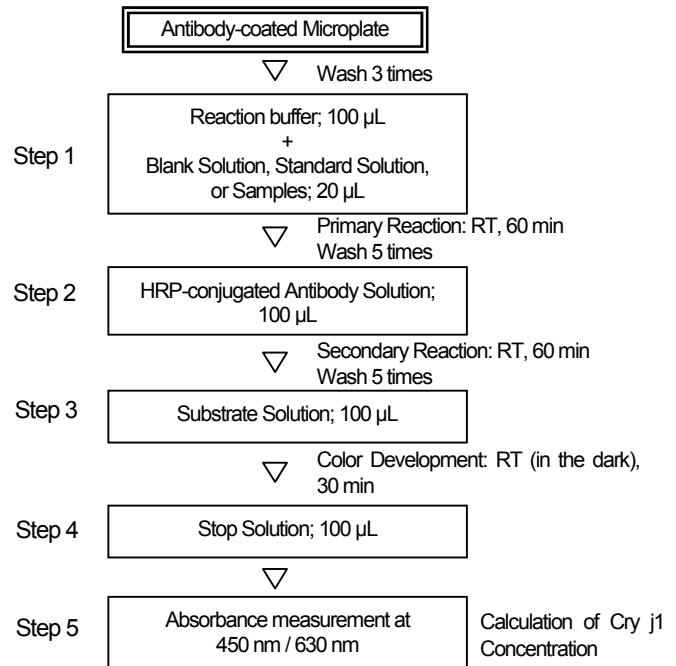 Antibody-coated Microplate
Wash 3 times
Step 1
Reaction buffer; 100 µL
+
Blank Solution, Standard Solution,
or Samples; 20 µL
Primary Reaction: RT, 60 min
Wash 5 times
Step 2
HRP-conjugated Antibody Solution;
100 µL
Secondary Reaction: RT, 60 min
Wash 5 times
Step 3
Substrate Solution; 100 µL
Color Development: RT (in the dark),
30 min
Step 4
Stop Solution; 100 µL
Step 5
Absorbance measurement at
450 nm / 630 nm
Calculation of Cry j1
Concentration